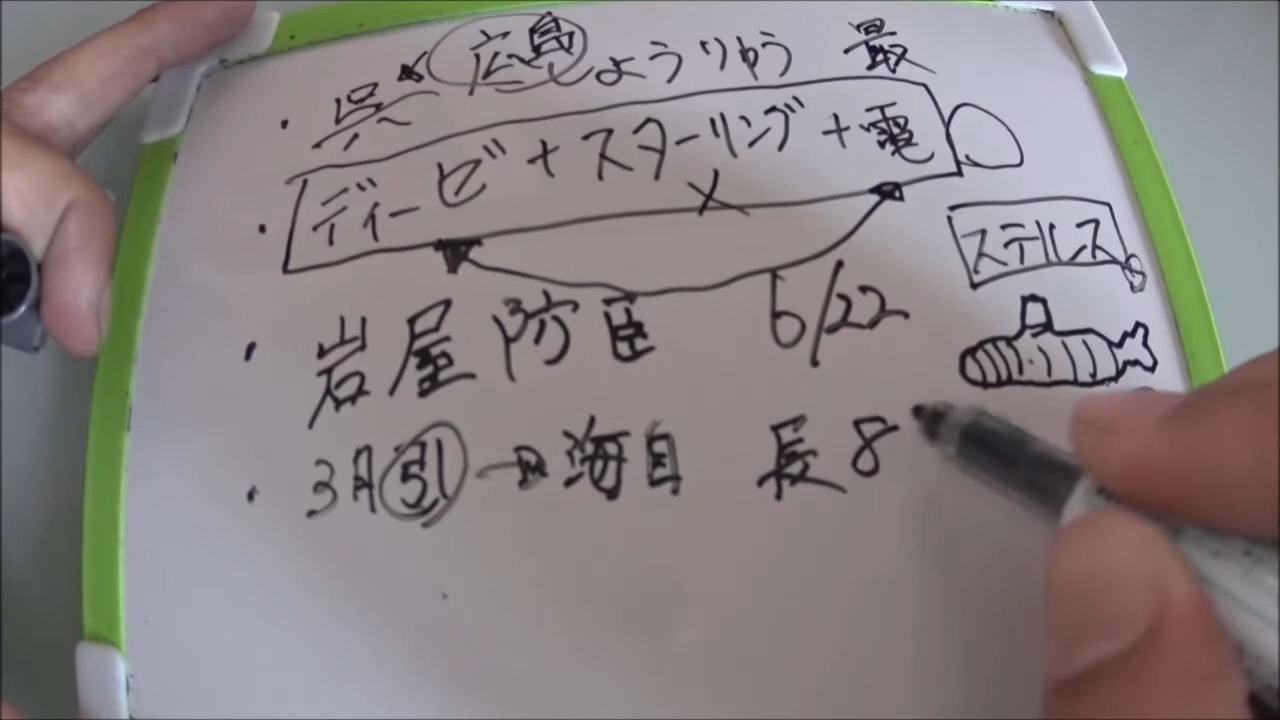 ・呉 広島 ようりゅう 最
・ディーゼ+スターリング+電
ステルス
・岩屋防臣 6/22
・3月 引→海自 長8